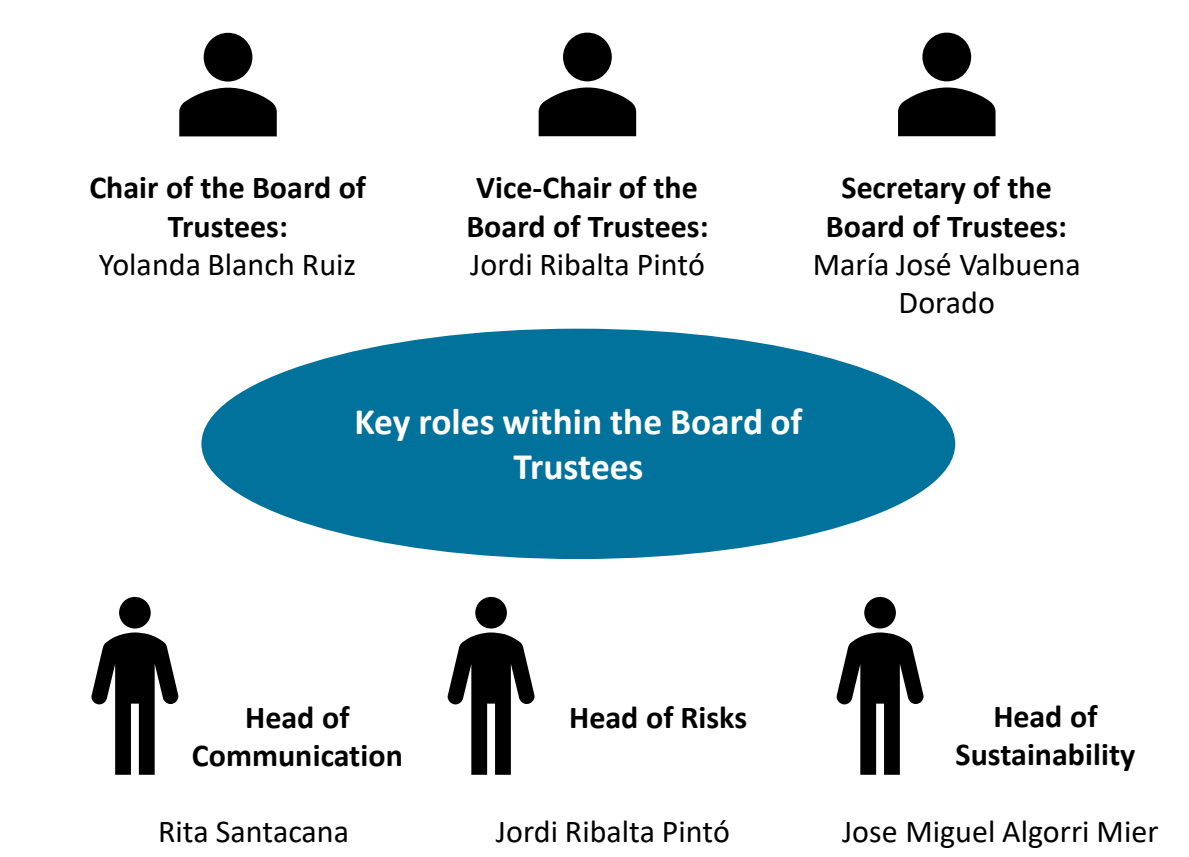 Chair of the Board of
Trustees:
Yolanda Blanch Ruiz
Vice-Chair of the
Board of Trustees:
Jordi Ribalta Pintó
Secretary of the
Board of Trustees:
María José Valbuena
Dorado
Key roles within the Board of
Trustees
Head of
Communication
Rita Santacana
Head of Risks
Jordi Ribalta Pintó
Head of
Sustainability
Jose Miguel Algorri Mier